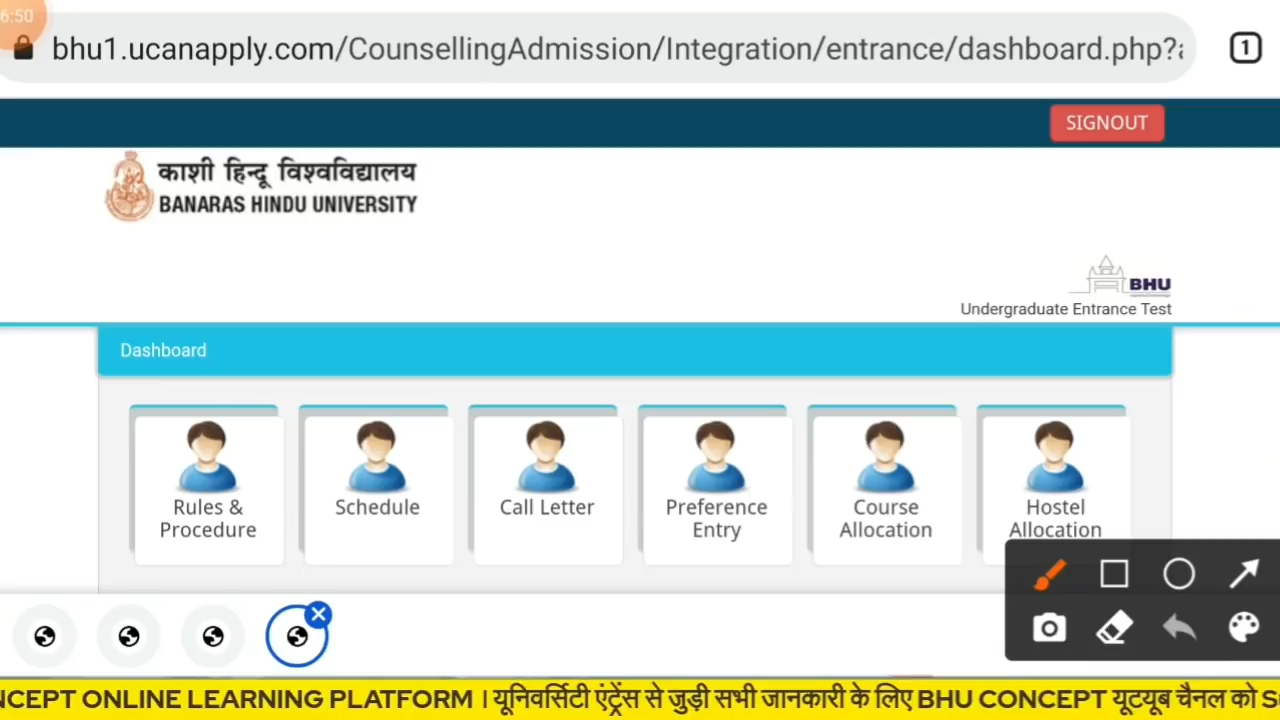 6:50
bhu1.ucanapply.com/CounsellingAdmission/Integration/entrance/dashboard.php?
1
SIGNOUT
काशी हिन्दू विश्वविद्यालय
BANARAS HINDU UNIVERSITY
BHU
Undergraduate Entrance Test
Dashboard
Rules & Procedure
Schedule
Call Letter
Preference Entry
Course Allocation
Hostel Allocation
NCEPT ONLINE LEARNING PLATFORM । यूनिवर्सिटी एंट्रेंस से जुड़ी सभी जानकारी के लिए BHU CONCEPT यूटयूब चैनल को S